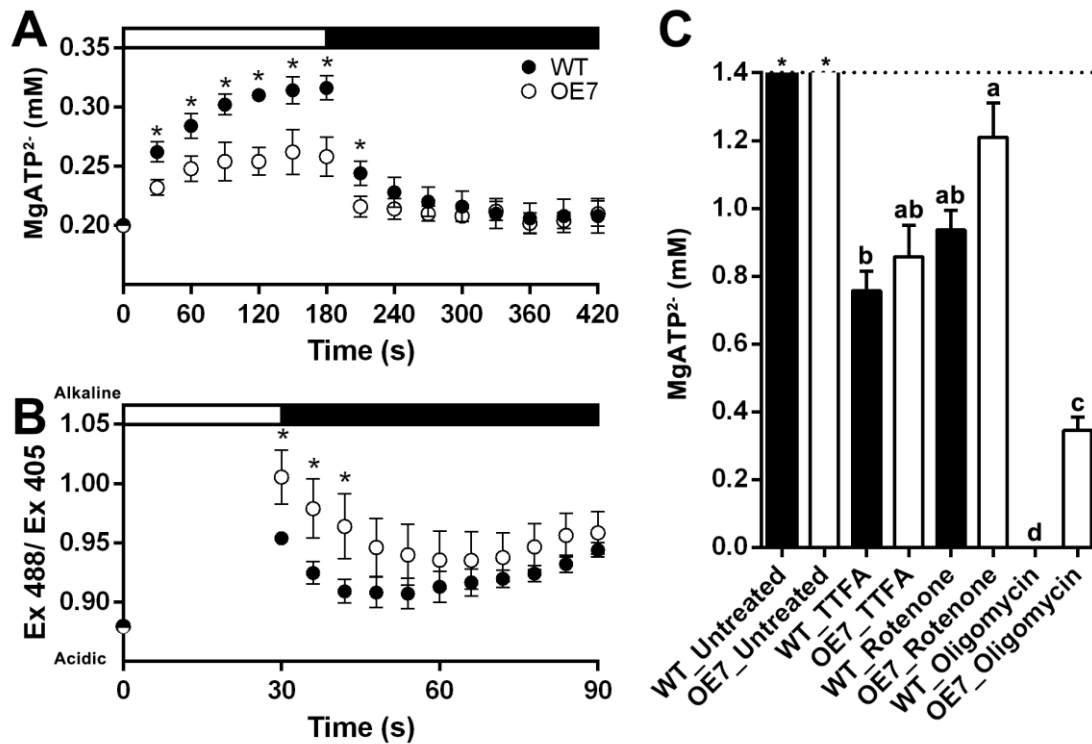 A
MgATP²⁻ (mM)
0.35
0.30
0.25
0.20
* * * * * * *
WT
OE7
0 60 120 180 240 300 360 420
Time (s)
B
Ex 488/ Ex 405
Alkaline
1.05
1.00
0.95
0.90
Acidic
* * *
0 30 60 90
Time (s)
C
MgATP²⁻ (mM)
1.4
1.2
1.0
0.8
0.6
0.4
0.2
0.0
* * b ab ab a d c
WT_Untreated
OE7_Untreated
WT_TTFA
OE7_TTFA
WT_Rotenone
OE7_Rotenone
WT_Oligomycin
OE7_Oligomycin